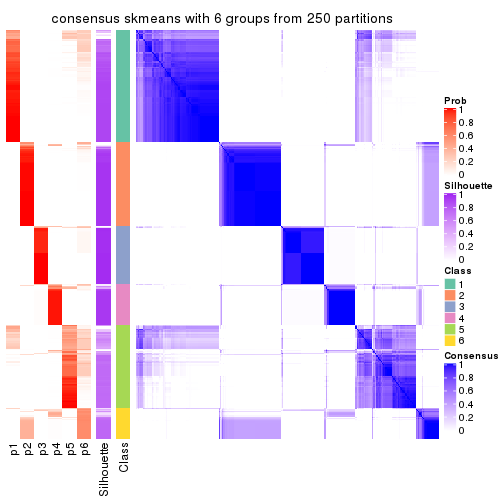 consensus skmeans with 6 groups from 250 partitions
Prob
1
0.8
0.6
0.4
0.2
0
Silhouette
1
0.8
0.6
0.4
0.2
0
Class
1
2
3
4
5
6
Consensus
1
0.8
0.6
0.4
0.2
0
p1
p2
p3
p4
p5
p6
Silhouette
Class